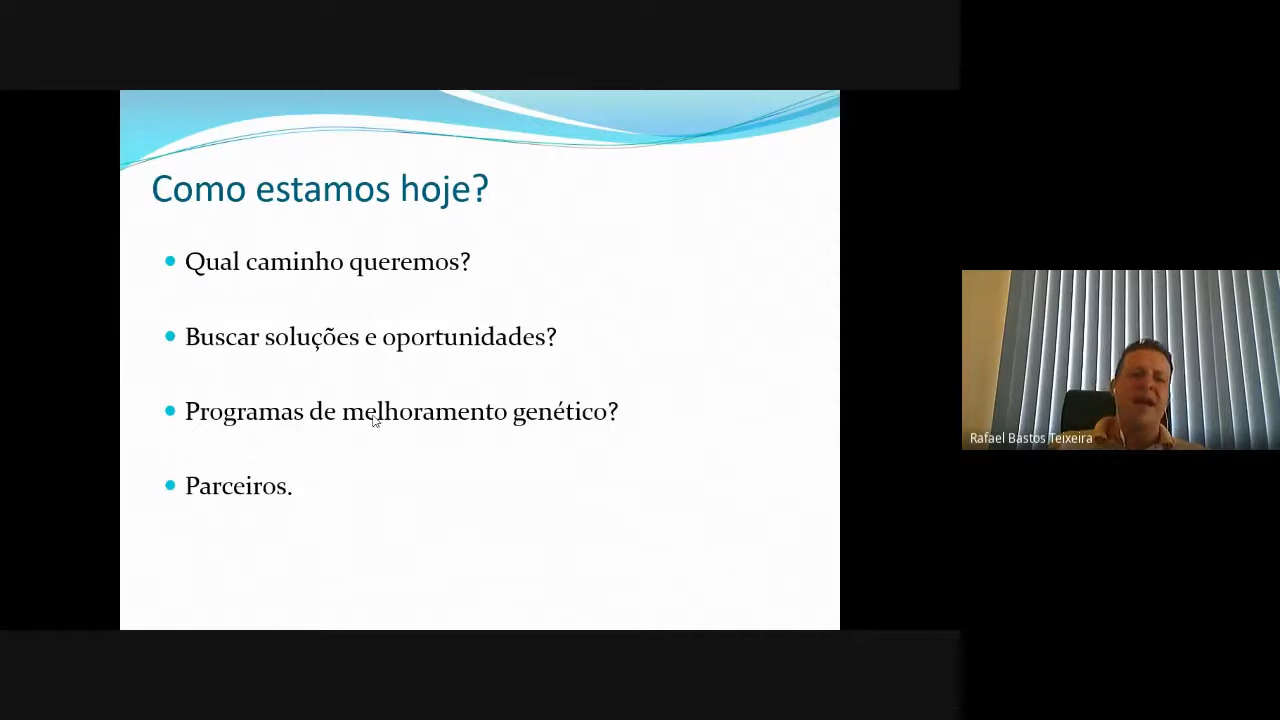 Como estamos hoje?
Qual caminho queremos?
Buscar soluções e oportunidades?
Programas de melhoramento genético?
Parceiros.
Rafael Bastos Teixeira